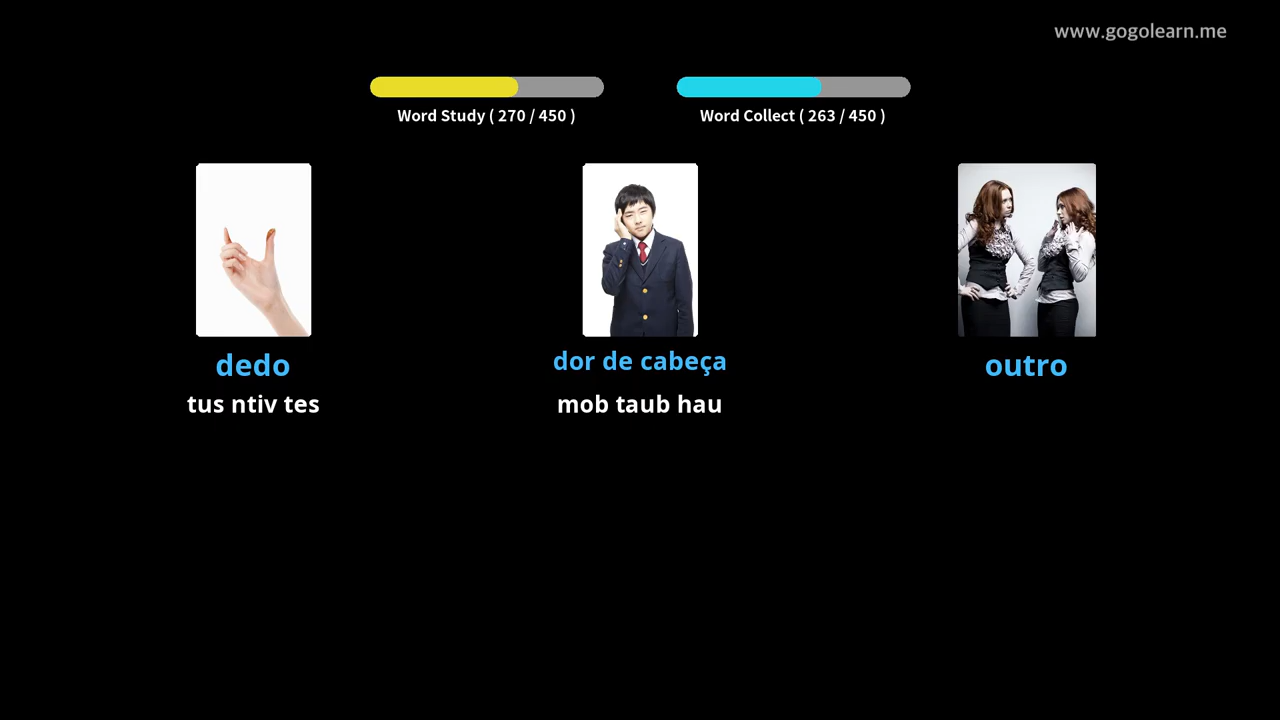 www.gogolearn.me
Word Study ( 270 / 450 )
Word Collect ( 263 / 450 )
dedo
tus ntiv tes
dor de cabeça
mob taub hau
outro